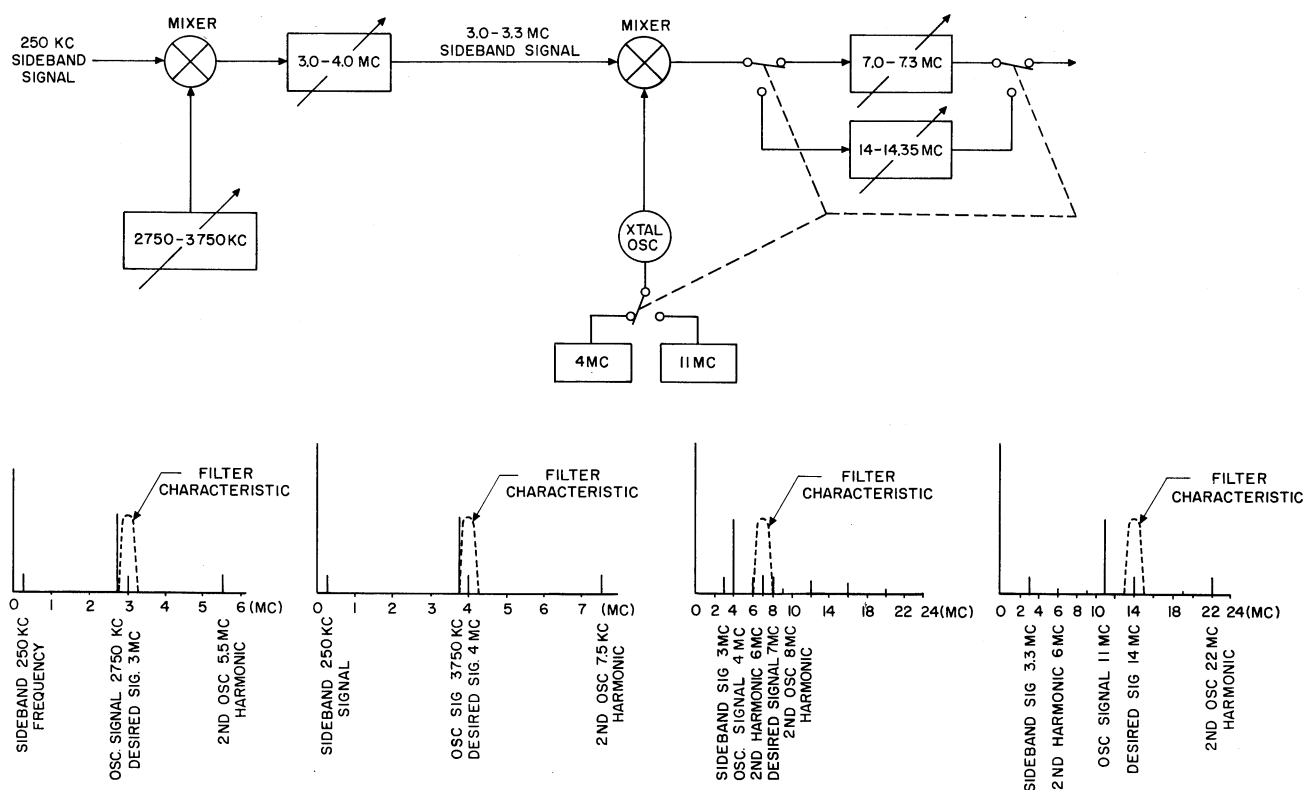 MIXER
250 KC
SIDEBAND
SIGNAL
3.0-4.0 MC
3.0-3.3 MC
SIDEBAND SIGNAL
MIXER
7.0-7.3 MC
14-14.35 MC
2750-3750 KC
XTAL
OSC
4 MC
11 MC
FILTER
CHARACTERISTIC
0 1 2 3 4 5 6 (MC)
SIDEBAND 250 KC
FREQUENCY
OSC. SIGNAL 2750 KC
DESIRED SIG. 3 MC
2ND OSC 5.5 MC
HARMONIC
FILTER
CHARACTERISTIC
0 1 2 3 4 5 6 7 (MC)
SIDEBAND 250 KC
SIGNAL
OSC SIG 3750 KC
DESIRED SIG. 4 MC
2ND OSC 7.5 KC
HARMONIC
FILTER
CHARACTERISTIC
0 2 4 6 8 10 14 18 22 24 (MC)
SIDEBAND SIG 3MC
OSC. SIGNAL 4 MC
2ND HARMONIC 6MC
DESIRED SIGNAL 7MC
2ND OSC 8MC
HARMONIC
FILTER
CHARACTERISTIC
0 2 4 6 8 10 14 18 22 24 (MC)
SIDEBAND SIG 3.3 MC
2ND HARMONIC 6 MC
OSC SIGNAL 11 MC
DESIRED SIG 14 MC
2ND OSC 22 MC
HARMONIC